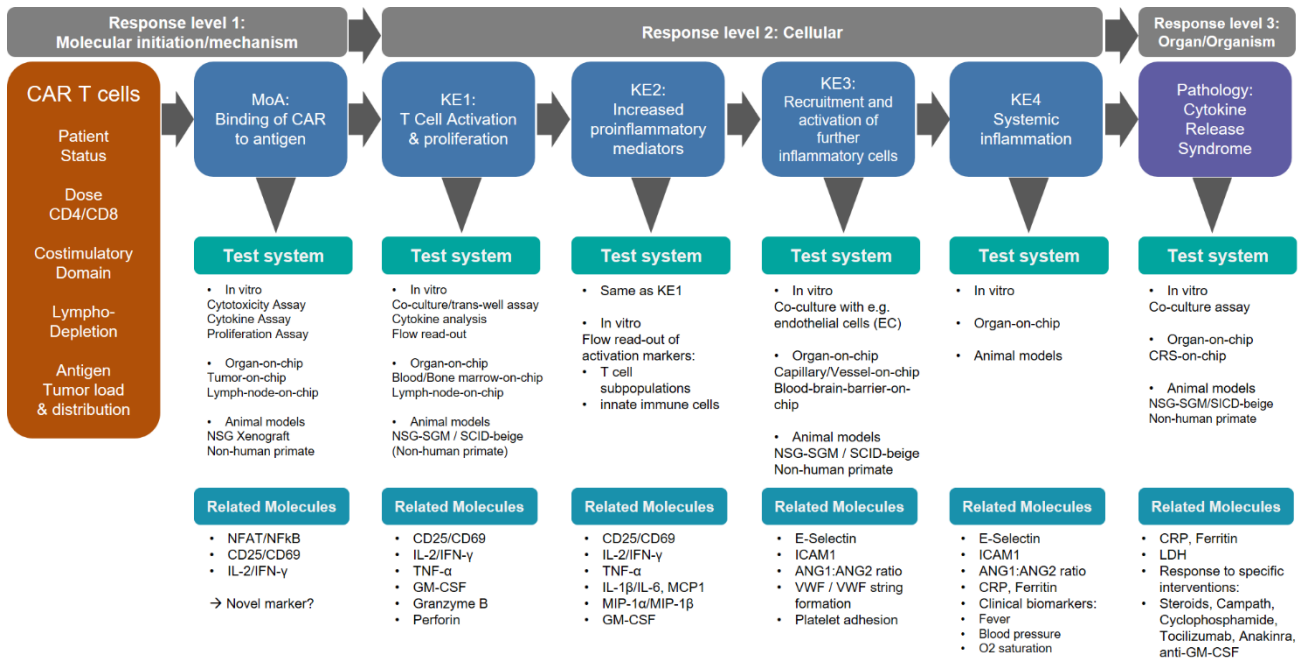 Response level 1:
Molecular initiation/mechanism
Response level 2: Cellular
Response level 3:
Organ/Organism
CAR T cells
Patient
Status
Dose
CD4/CD8
Costimulatory
Domain
Lympho-
Depletion
Antigen
Tumor load
& distribution
MoA:
Binding of CAR
to antigen
KE1:
T Cell Activation
& proliferation
KE2:
Increased
proinflammatory
mediators
KE3:
Recruitment and
activation of
further
inflammatory cells
KE4
Systemic
inflammation
Pathology:
Cytokine
Release
Syndrome
Test system
• In vitro
Cytotoxicity Assay
Cytokine Assay
Proliferation Assay
• Organ-on-chip
Tumor-on-chip
Lymph-node-on-chip
• Animal models
NSG Xenograft
Non-human primate
Test system
• In vitro
Co-culture/trans-well assay
Cytokine analysis
Flow read-out
• Organ-on-chip
Blood/Bone marrow-on-chip
Lymph-node-on-chip
• Animal models
NSG-SGM / SCID-beige
(Non-human primate)
Test system
• Same as KE1
• In vitro
Flow read-out of
activation markers:
• T cell
subpopulations
• innate immune cells
Test system
• In vitro
Co-culture with e.g.
endothelial cells (EC)
• Organ-on-chip
Capillary/Vessel-on-chip
Blood-brain-barrier-on-
chip
• Animal models
NSG-SGM / SCID-beige
Non-human primate
Test system
• In vitro
• Organ-on-chip
• Animal models
Test system
• In vitro
Co-culture assay
• Organ-on-chip
CRS-on-chip
• Animal models
NSG-SGM/SICD-beige
Non-human primate
Related Molecules
• NFAT/NFkB
• CD25/CD69
• IL-2/IFN-γ
→ Novel marker?
Related Molecules
• CD25/CD69
• IL-2/IFN-γ
• TNF-α
• GM-CSF
• Granzyme B
• Perforin
Related Molecules
• CD25/CD69
• IL-2/IFN-γ
• TNF-α
• IL-1β/IL-6, MCP1
• MIP-1α/MIP-1β
• GM-CSF
Related Molecules
• E-Selectin
• ICAM1
• ANG1:ANG2 ratio
• VWF / VWF string
formation
• Platelet adhesion
Related Molecules
• E-Selectin
• ICAM1
• ANG1:ANG2 ratio
• CRP, Ferritin
• Clinical biomarkers:
• Fever
• Blood pressure
• O2 saturation
Related Molecules
• CRP, Ferritin
• LDH
• Response to specific
interventions:
• Steroids, Campath,
Cyclophosphamide,
Tocilizumab, Anakinra,
anti-GM-CSF